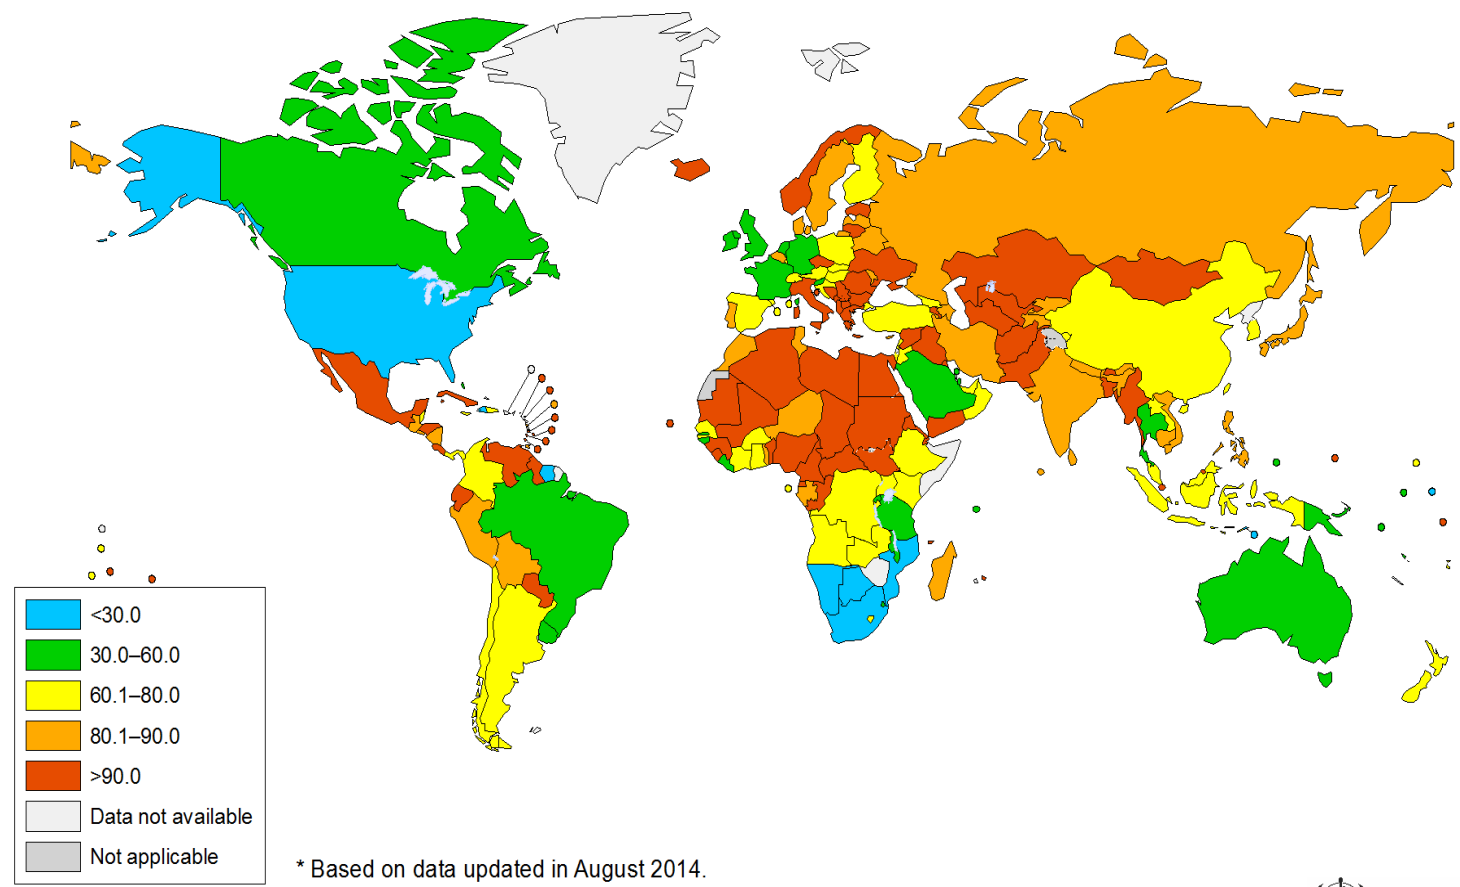 <30.0
30.0–60.0
60.1–80.0
80.1–90.0
>90.0
Data not available
Not applicable
* Based on data updated in August 2014.